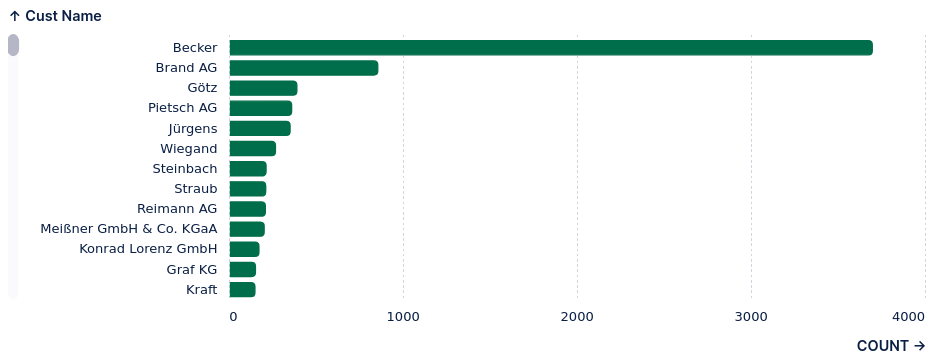 ↑ Cust Name
Becker
Brand AG
Götz
Pietsch AG
Jürgens
Wiegand
Steinbach
Straub
Reimann AG
Meißner GmbH & Co. KGaA
Konrad Lorenz GmbH
Graf KG
Kraft
0 1000 2000 3000 4000
COUNT →